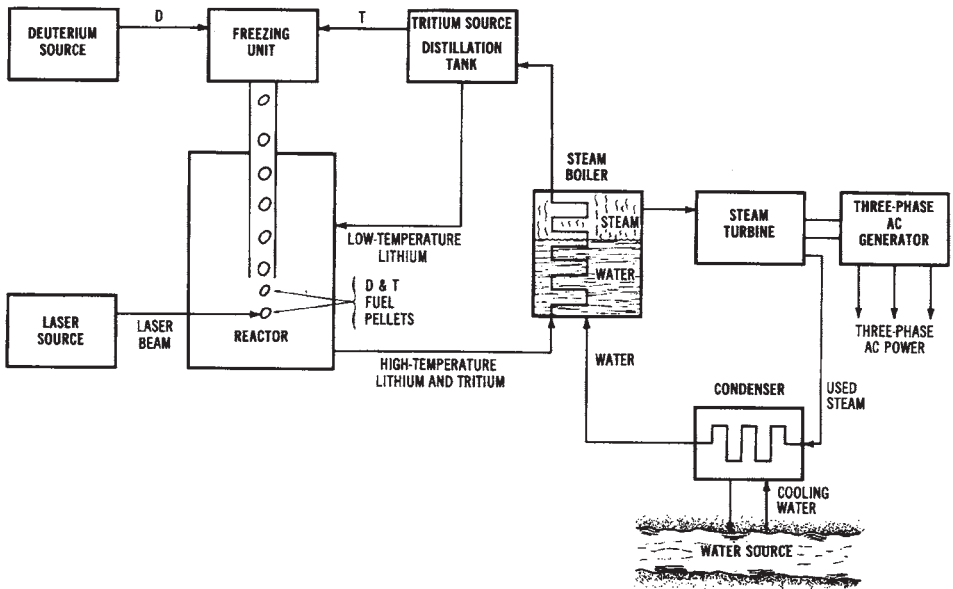 DEUTERIUM
SOURCE
D
FREEZING
UNIT
T
TRITIUM SOURCE
DISTILLATION
TANK
STEAM
BOILER
STEAM
WATER
STEAM
TURBINE
THREE-PHASE
AC
GENERATOR
THREE-PHASE
AC POWER
LOW-TEMPERATURE
LITHIUM
D & T
FUEL
PELLETS
LASER
SOURCE
LASER
BEAM
REACTOR
HIGH-TEMPERATURE
LITHIUM AND TRITIUM
WATER
CONDENSER
USED
STEAM
COOLING
WATER
WATER SOURCE